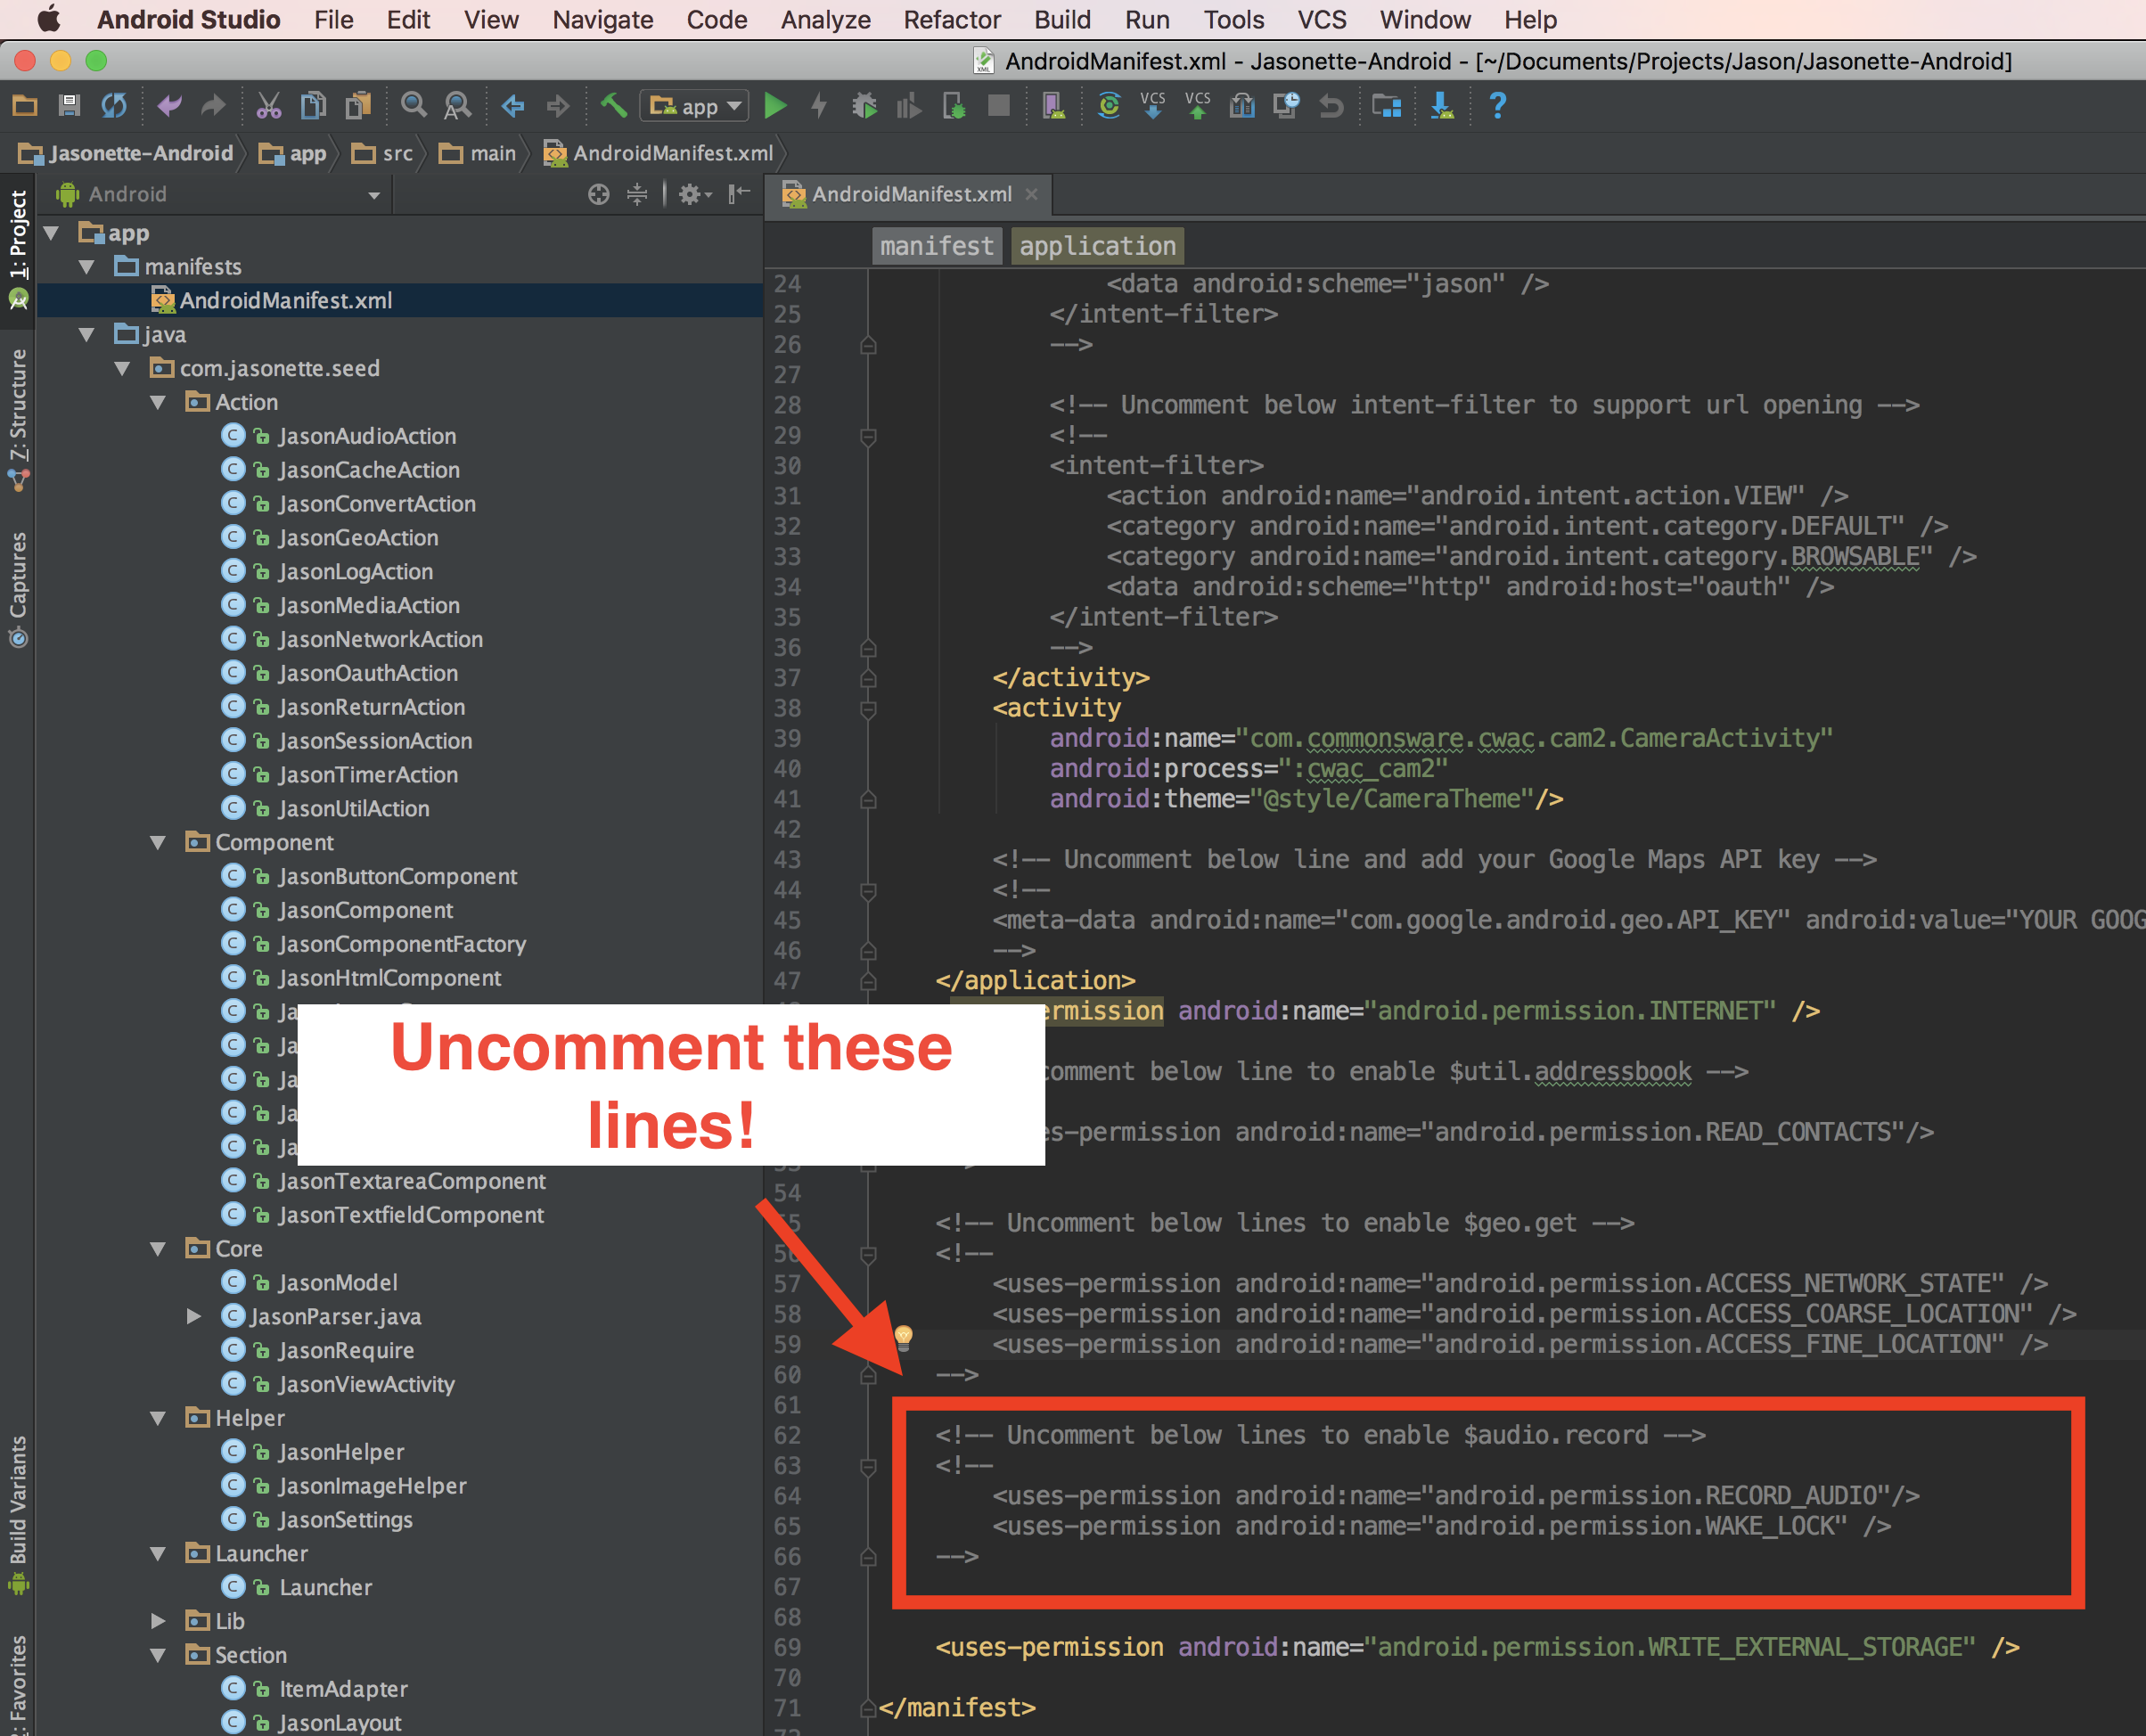 Android Studio File Edit View Navigate Code Analyze Refactor Build Run Tools VCS Window Help
AndroidManifest.xml - Jasonette-Android - [~/Documents/Projects/Jason/Jasonette-Android]
app VCS VCS ?
Jasonette-Android app src main AndroidManifest.xml
Android
AndroidManifest.xml
1: Project
7: Structure
Captures
Build Variants
Favorites
app
manifests
AndroidManifest.xml
java
com.jasonette.seed
Action
JasonAudioAction
JasonCacheAction
JasonConvertAction
JasonGeoAction
JasonLogAction
JasonMediaAction
JasonNetworkAction
JasonOauthAction
JasonReturnAction
JasonSessionAction
JasonTimerAction
JasonUtilAction
Component
JasonButtonComponent
JasonComponent
JasonComponentFactory
JasonHtmlComponent
Ja
Ja
Ja
Ja
Ja
JasonTextareaComponent
JasonTextfieldComponent
Core
JasonModel
JasonParser.java
JasonRequire
JasonViewActivity
Helper
JasonHelper
JasonImageHelper
JasonSettings
Launcher
Launcher
Lib
Section
ItemAdapter
JasonLayout
manifest application
24 <data android:scheme="jason" />
25 </intent-filter>
26 -->
27
28 <!-- Uncomment below intent-filter to support url opening -->
29 <!--
30 <intent-filter>
31 <action android:name="android.intent.action.VIEW" />
32 <category android:name="android.intent.category.DEFAULT" />
33 <category android:name="android.intent.category.BROWSABLE" />
34 <data android:scheme="http" android:host="oauth" />
35 </intent-filter>
36 -->
37 </activity>
38 <activity
39 android:name="com.commonsware.cwac.cam2.CameraActivity"
40 android:process=":cwac_cam2"
41 android:theme="@style/CameraTheme"/>
42
43 <!-- Uncomment below line and add your Google Maps API key -->
44 <!--
45 <meta-data android:name="com.google.android.geo.API_KEY" android:value="YOUR GOOG
46 -->
47 </application>
ermission android:name="android.permission.INTERNET" />
comment below line to enable $util.addressbook -->
es-permission android:name="android.permission.READ_CONTACTS"/>
Uncomment these
lines!
54
55 <!-- Uncomment below lines to enable $geo.get -->
56 <!--
57 <uses-permission android:name="android.permission.ACCESS_NETWORK_STATE" />
58 <uses-permission android:name="android.permission.ACCESS_COARSE_LOCATION" />
59 <uses-permission android:name="android.permission.ACCESS_FINE_LOCATION" />
60 -->
61
62 <!-- Uncomment below lines to enable $audio.record -->
63 <!--
64 <uses-permission android:name="android.permission.RECORD_AUDIO"/>
65 <uses-permission android:name="android.permission.WAKE_LOCK" />
66 -->
67
68
69 <uses-permission android:name="android.permission.WRITE_EXTERNAL_STORAGE" />
70
71 </manifest>